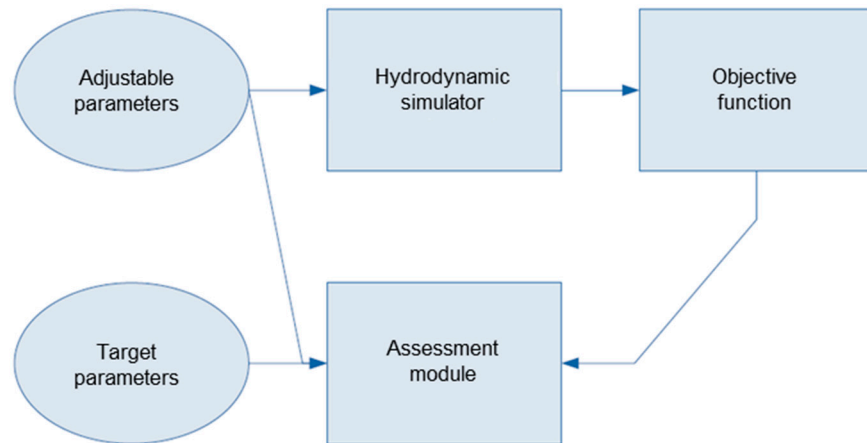 Adjustable
parameters
Hydrodynamic
simulator
Objective
function
Target
parameters
Assessment
module